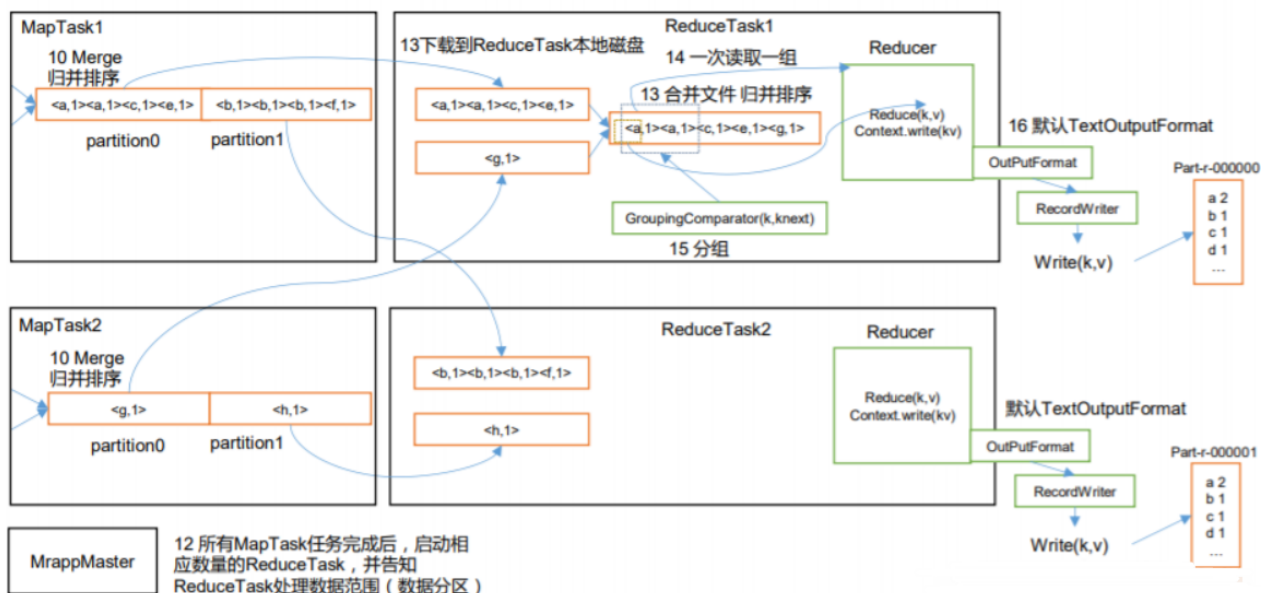 MapTask1
10 Merge
归并排序
<a,1><a,1><c,1><e,1>
<b,1><b,1><b,1><f,1>
partition0
partition1
ReduceTask1
13下载到ReduceTask本地磁盘
14 一次读取一组
Reducer
<a,1><a,1><c,1><e,1>
13 合并文件 归并排序
<a,1><a,1><c,1><e,1><g,1>
<g,1>
Reduce(k,v)
Context.write(kv)
GroupingComparator(k,knext)
15 分组
16 默认TextOutputFormat
OutPutFormat
RecordWriter
Write(k,v)
Part-r-000000
a 2
b 1
c 1
d 1
...
MapTask2
10 Merge
归并排序
<g,1>
<h,1>
partition0
partition1
ReduceTask2
Reducer
<b,1><b,1><b,1><f,1>
<h,1>
Reduce(k,v)
Context.write(kv)
默认TextOutputFormat
OutPutFormat
RecordWriter
Write(k,v)
Part-r-000001
a 2
b 1
c 1
d 1
...
MrappMaster
12 所有MapTask任务完成后，启动相
应数量的ReduceTask，并告知
ReduceTask处理数据范围（数据分区）